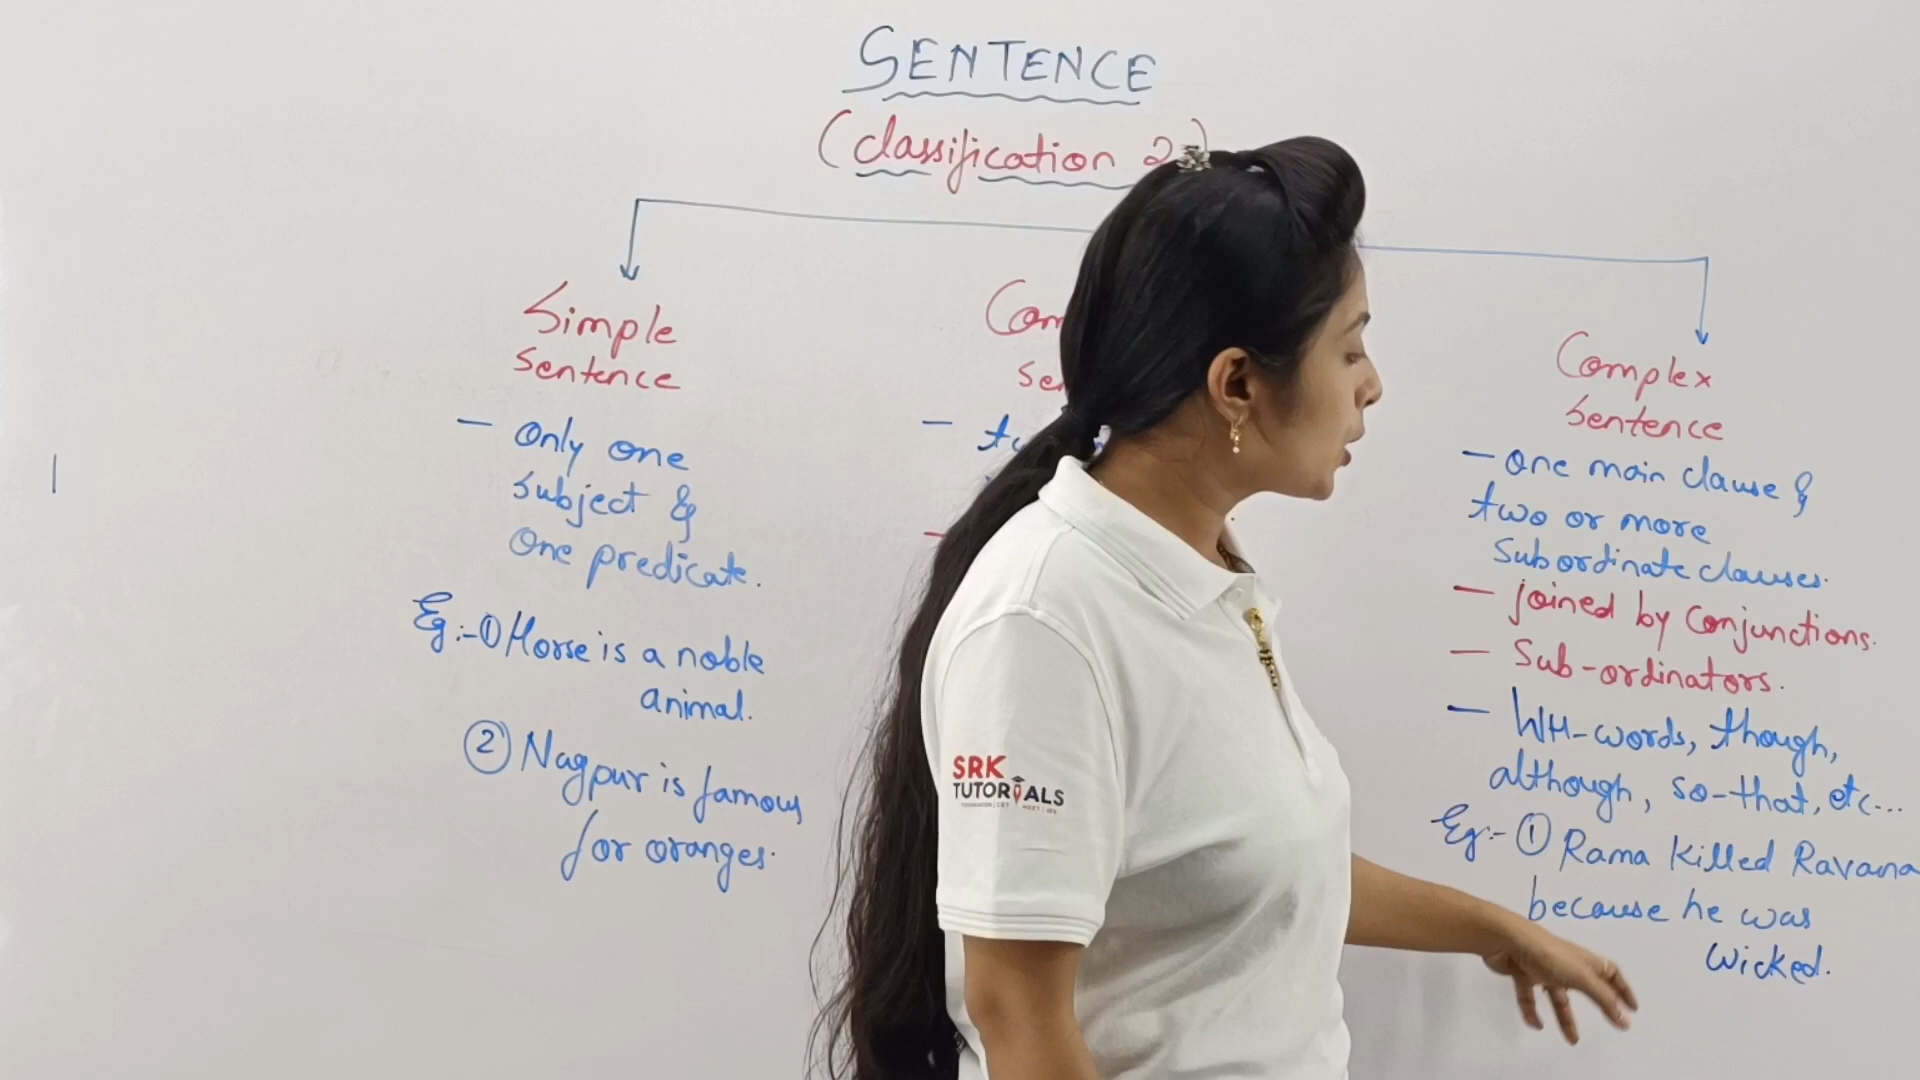 SENTENCE
(classification 2)
Simple
sentence
- Only one
subject &
one predicate.
Eg:- ① Horse is a noble
animal.
② Nagpur is famous
for oranges.
Complex
Sentence
- One main clause &
two or more
Subordinate clauses.
- joined by conjunctions.
- Sub-ordinators.
- WH-words, though,
although, so-that, etc...
Eg:- ① Rama killed Ravana
because he was
wicked.
SRK
TUTORIALS